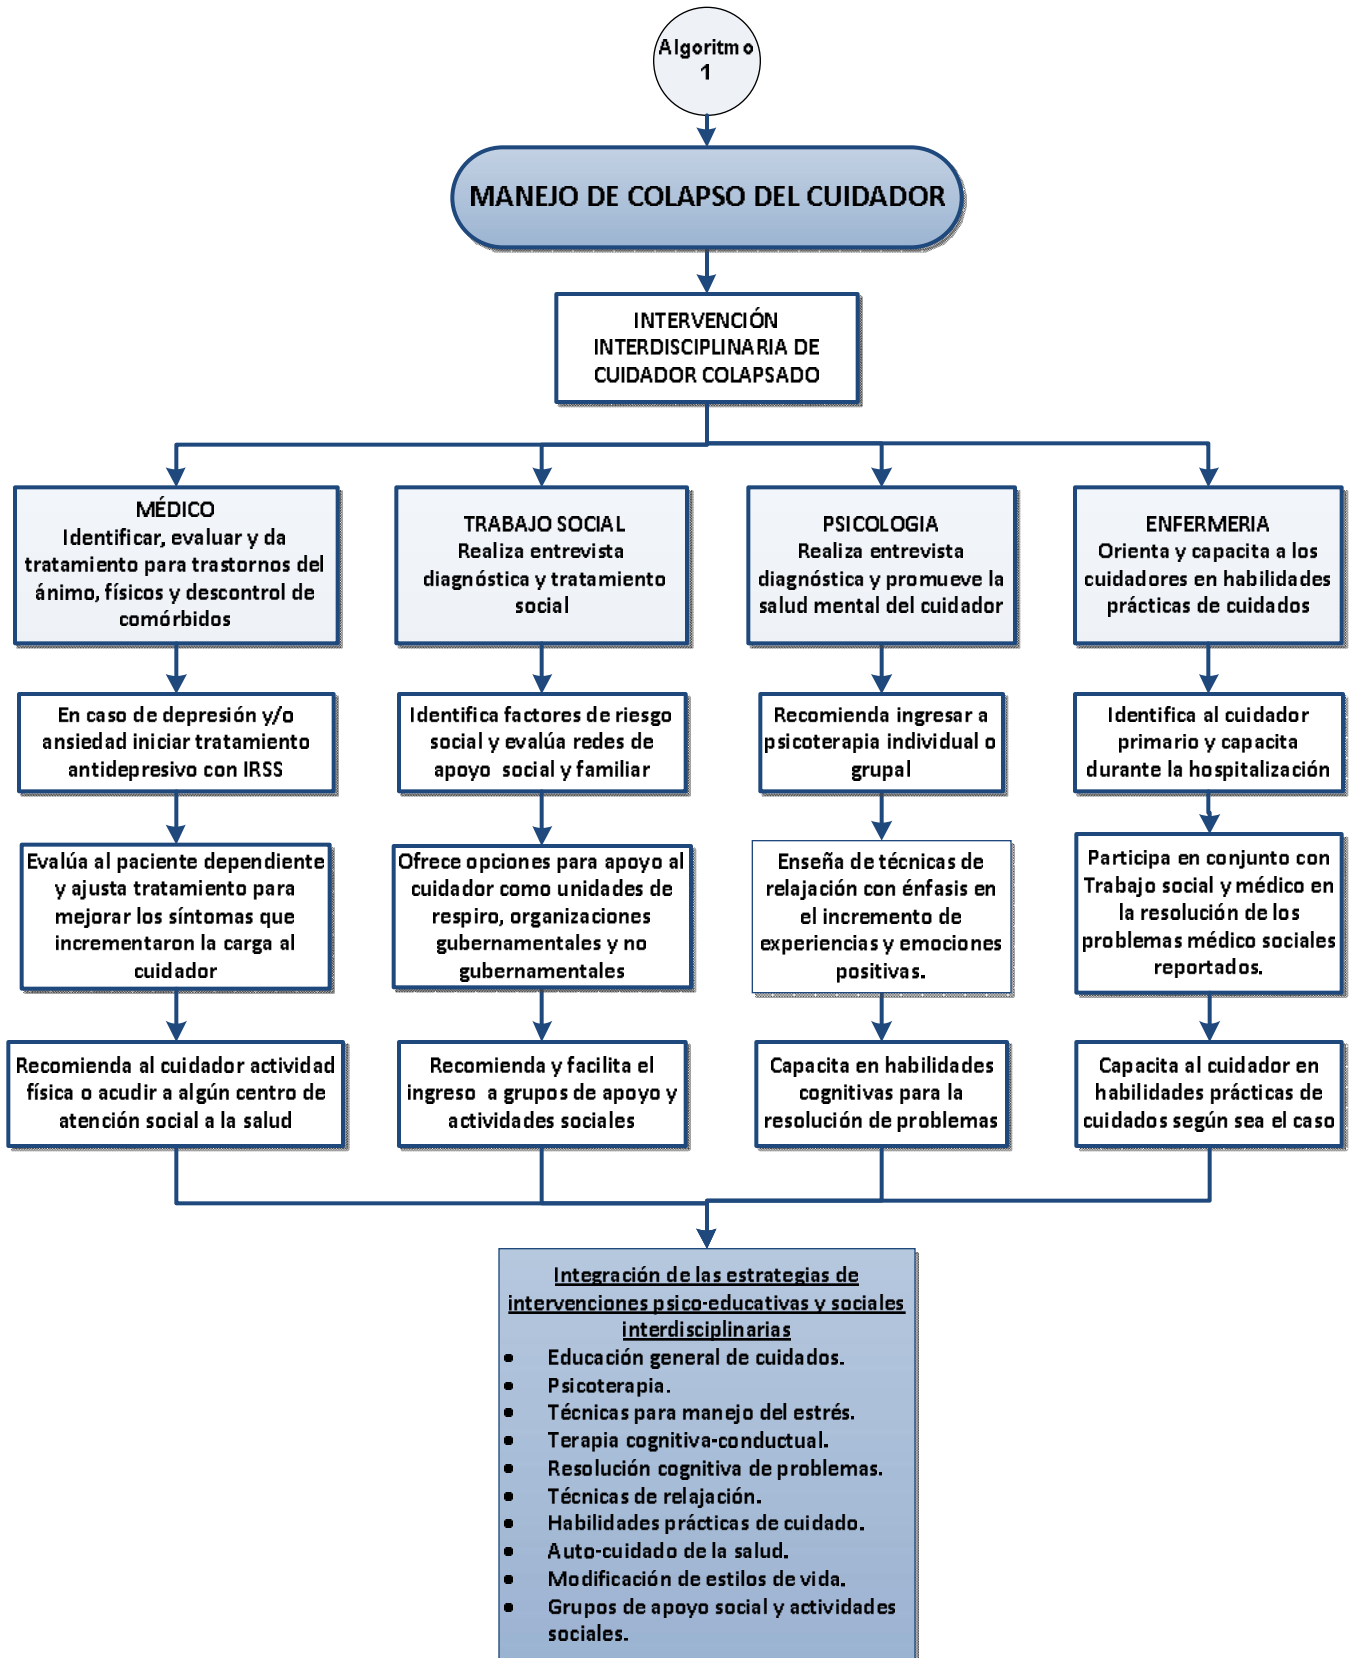 Algoritmo
1
MANEJO DE COLAPSO DEL CUIDADOR
INTERVENCIÓN
INTERDISCIPLINARIA DE
CUIDADOR COLAPSADO
MÉDICO
Identificar, evaluar y da
tratamiento para trastornos del
ánimo, físicos y descontrol de
comórbidos
En caso de depresión y/o
ansiedad iniciar tratamiento
antidepresivo con IRSS
Evalúa al paciente dependiente
y ajusta tratamiento para
mejorar los síntomas que
incrementaron la carga al
cuidador
Recomienda al cuidador actividad
física o acudir a algún centro de
atención social a la salud
TRABAJO SOCIAL
Realiza entrevista
diagnóstica y tratamiento
social
Identifica factores de riesgo
social y evalúa redes de
apoyo social y familiar
Ofrece opciones para apoyo al
cuidador como unidades de
respiro, organizaciones
gubernamentales y no
gubernamentales
Recomienda y facilita el
ingreso a grupos de apoyo y
actividades sociales
PSICOLOGIA
Realiza entrevista
diagnóstica y promueve la
salud mental del cuidador
Recomienda ingresar a
psicoterapia individual o
grupal
Enseña de técnicas de
relajación con énfasis en
el incremento de
experiencias y emociones
positivas.
Capacita en habilidades
cognitivas para la
resolución de problemas
ENFERMERIA
Orienta y capacita a los
cuidadores en habilidades
prácticas de cuidados
Identifica al cuidador
primario y capacita
durante la hospitalización
Participa en conjunto con
Trabajo social y médico en
la resolución de los
problemas médico sociales
reportados.
Capacita al cuidador en
habilidades prácticas de
cuidados según sea el caso
Integración de las estrategias de
intervenciones psico-educativas y sociales
interdisciplinarias
• Educación general de cuidados.
• Psicoterapia.
• Técnicas para manejo del estrés.
• Terapia cognitiva-conductual.
• Resolución cognitiva de problemas.
• Técnicas de relajación.
• Habilidades prácticas de cuidado.
• Auto-cuidado de la salud.
• Modificación de estilos de vida.
• Grupos de apoyo social y actividades
sociales.